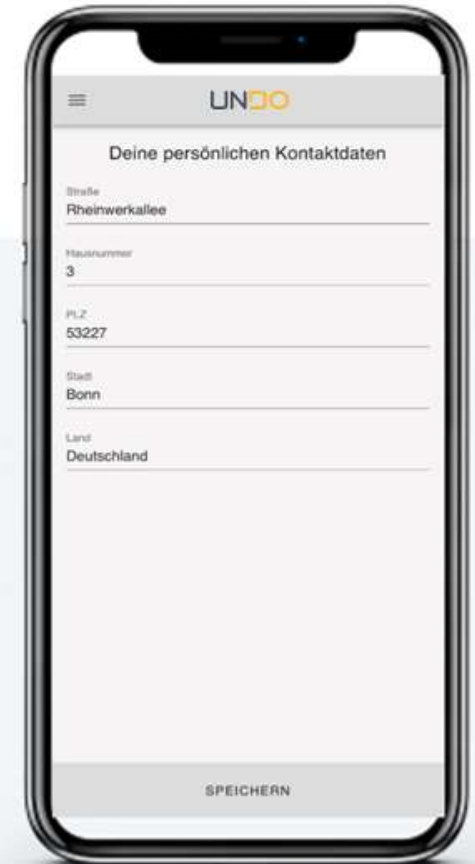 UNDO
Deine persönlichen Kontaktdaten
Straße
Rheinwerkallee
Hausnummer
3
PLZ
53227
Stadt
Bonn
Land
Deutschland
SPEICHERN